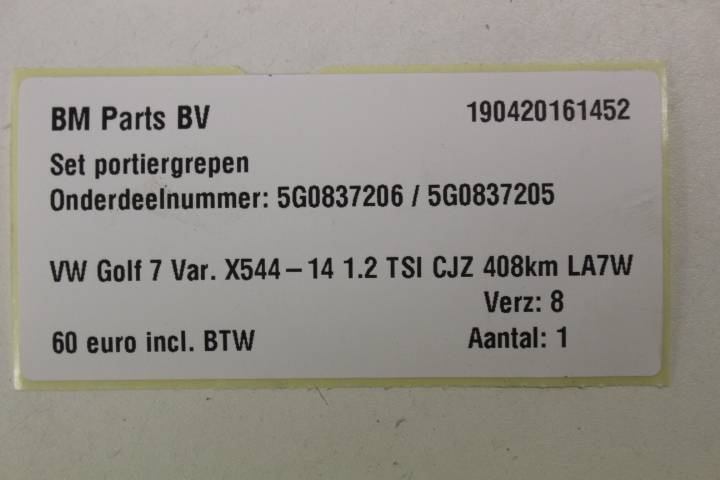 BM Parts BV 190420161452
Set portiergrepen
Onderdeelnummer: 5G0837206 / 5G0837205
VW Golf 7 Var. X544 – 14 1.2 TSI CJZ 408km LA7W
Verz: 8
60 euro incl. BTW Aantal: 1